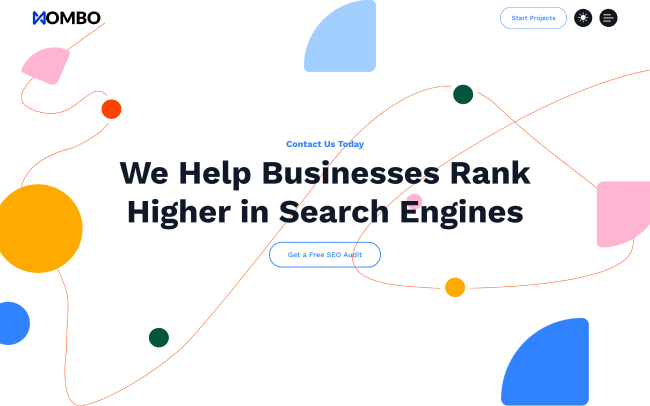 MOMBO
Start Projects
Contact Us Today
We Help Businesses Rank
Higher in Search Engines
Get a Free SEO Audit